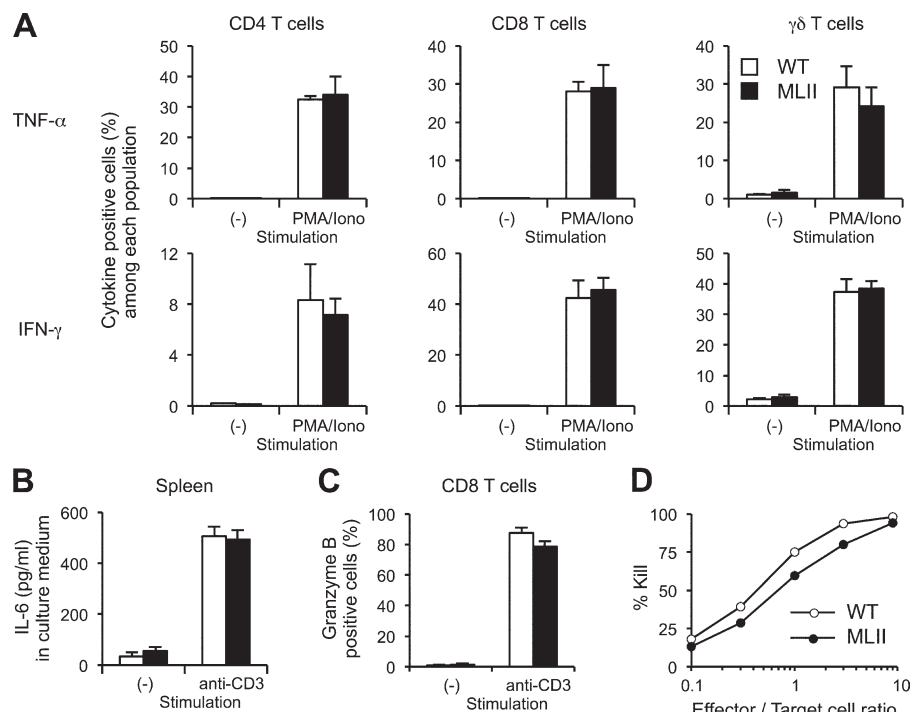 A
CD4 T cells
CD8 T cells
γδ T cells
TNF-α
Cytokine positive cells (%)
among each population
50
40
30
20
10
0
(-) PMA/Iono
Stimulation
40
30
20
10
0
(-) PMA/Iono
Stimulation
40
30
20
10
0
WT
MLII
(-) PMA/Iono
Stimulation
IFN-γ
12
8
4
0
(-) PMA/Iono
Stimulation
60
40
20
0
(-) PMA/Iono
Stimulation
50
40
30
20
10
0
(-) PMA/Iono
Stimulation
B
Spleen
IL-6 (pg/ml)
in culture medium
600
400
200
0
(-) anti-CD3
Stimulation
C
CD8 T cells
Granzyme B
positive cells (%)
100
80
60
40
20
0
(-) anti-CD3
Stimulation
D
% Kill
100
75
50
25
0
WT
MLII
0.1 1 10
Effector / Target cell ratio